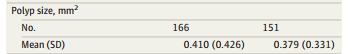 Polyp size, mm²
No. 166 151
Mean (SD) 0.410 (0.426) 0.379 (0.331)